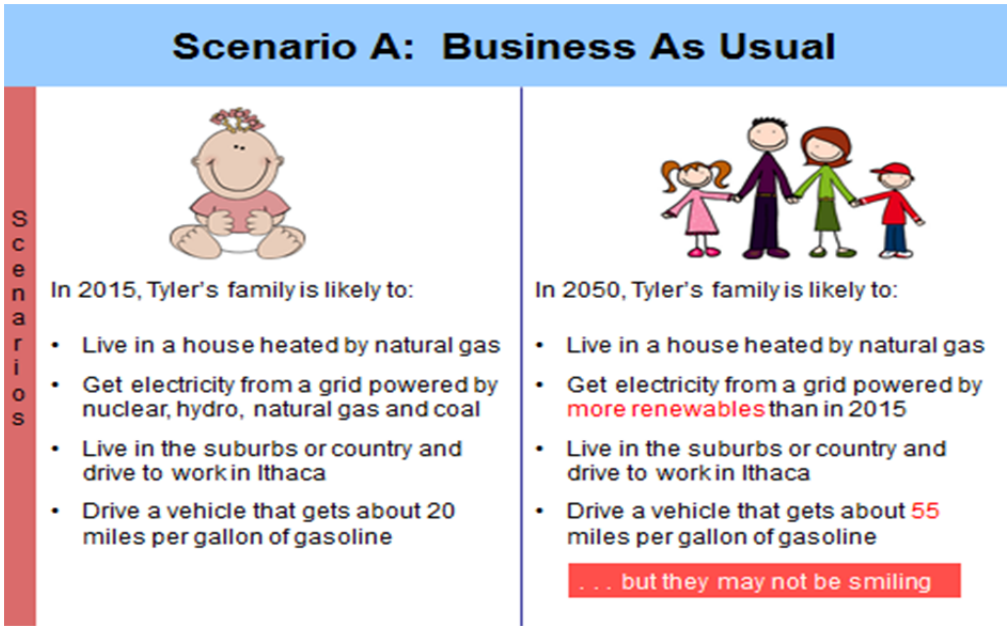 Scenario A:  Business As Usual
Scenarios
In 2015, Tyler's family is likely to:
• Live in a house heated by natural gas
• Get electricity from a grid powered by
nuclear, hydro, natural gas and coal
• Live in the suburbs or country and
drive to work in Ithaca
• Drive a vehicle that gets about 20
miles per gallon of gasoline
In 2050, Tyler's family is likely to:
• Live in a house heated by natural gas
• Get electricity from a grid powered by
more renewables than in 2015
• Live in the suburbs or country and
drive to work in Ithaca
• Drive a vehicle that gets about 55
miles per gallon of gasoline
. . . but they may not be smiling